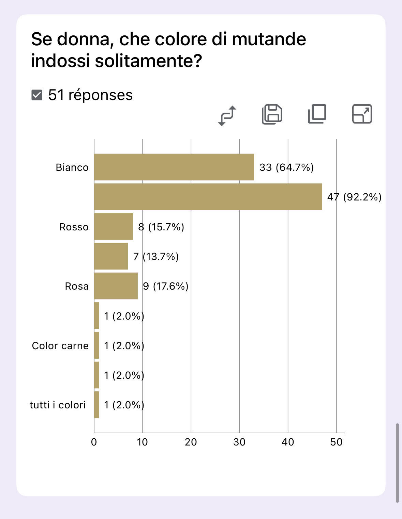 Se donna, che colore di mutande
indossi solitamente?
51 réponses
Bianco 33 (64.7%)
47 (92.2%)
Rosso 8 (15.7%)
7 (13.7%)
Rosa 9 (17.6%)
1 (2.0%)
Color carne 1 (2.0%)
1 (2.0%)
tutti i colori 1 (2.0%)
0 10 20 30 40 50